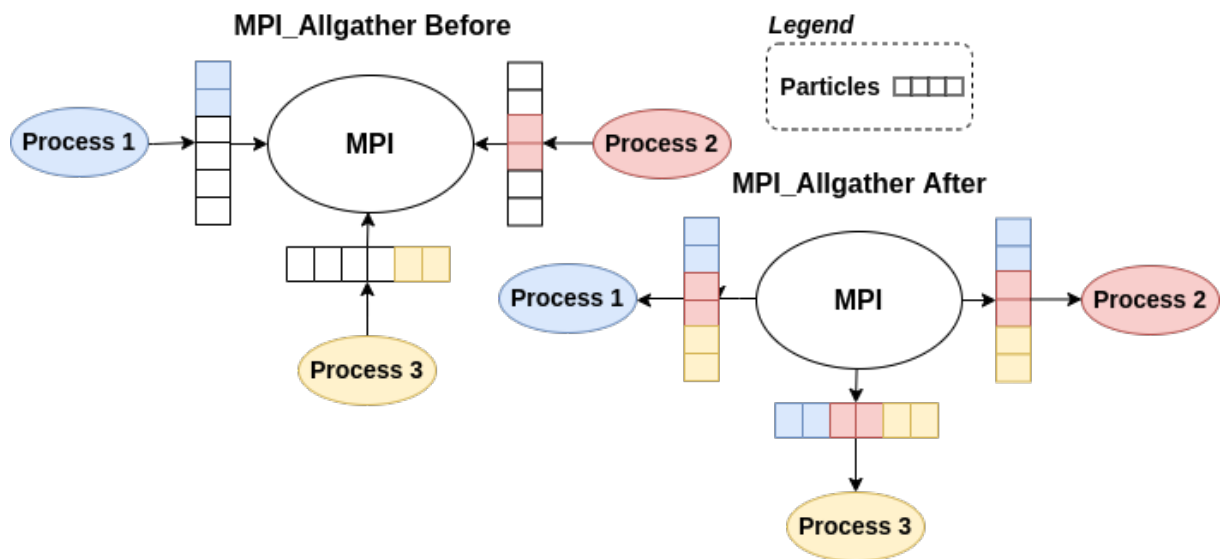 MPI_Allgather Before
Legend
Particles
Process 1
MPI
Process 2
Process 3
MPI_Allgather After
Process 1
MPI
Process 2
Process 3